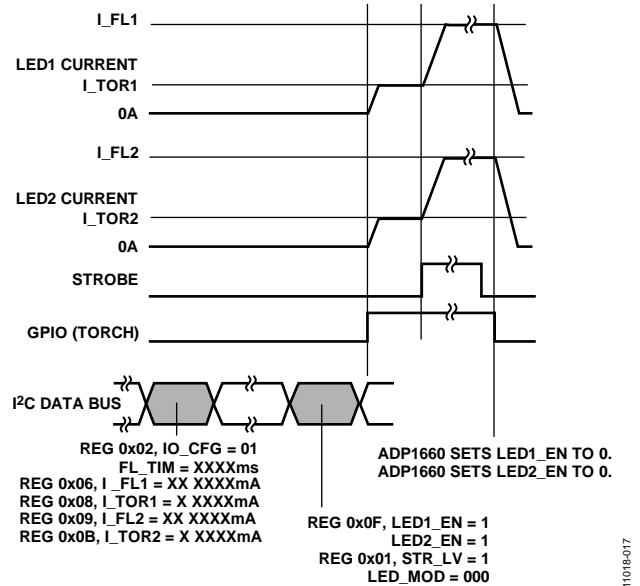 I_FL1
LED1 CURRENT
I_TOR1
0A
I_FL2
LED2 CURRENT
I_TOR2
0A
STROBE
GPIO (TORCH)
I2C DATA BUS
REG 0x02, IO_CFG = 01
FL_TIM = XXXXms
REG 0x06, I _FL1 = XX XXXXmA
REG 0x08, I_TOR1 = X XXXXmA
REG 0x09, I_FL2 = XX XXXXmA
REG 0x0B, I_TOR2 = X XXXXmA
ADP1660 SETS LED1_EN TO 0.
ADP1660 SETS LED2_EN TO 0.
REG 0x0F, LED1_EN = 1
LED2_EN = 1
REG 0x01, STR_LV = 1
LED_MOD = 000
11018-017